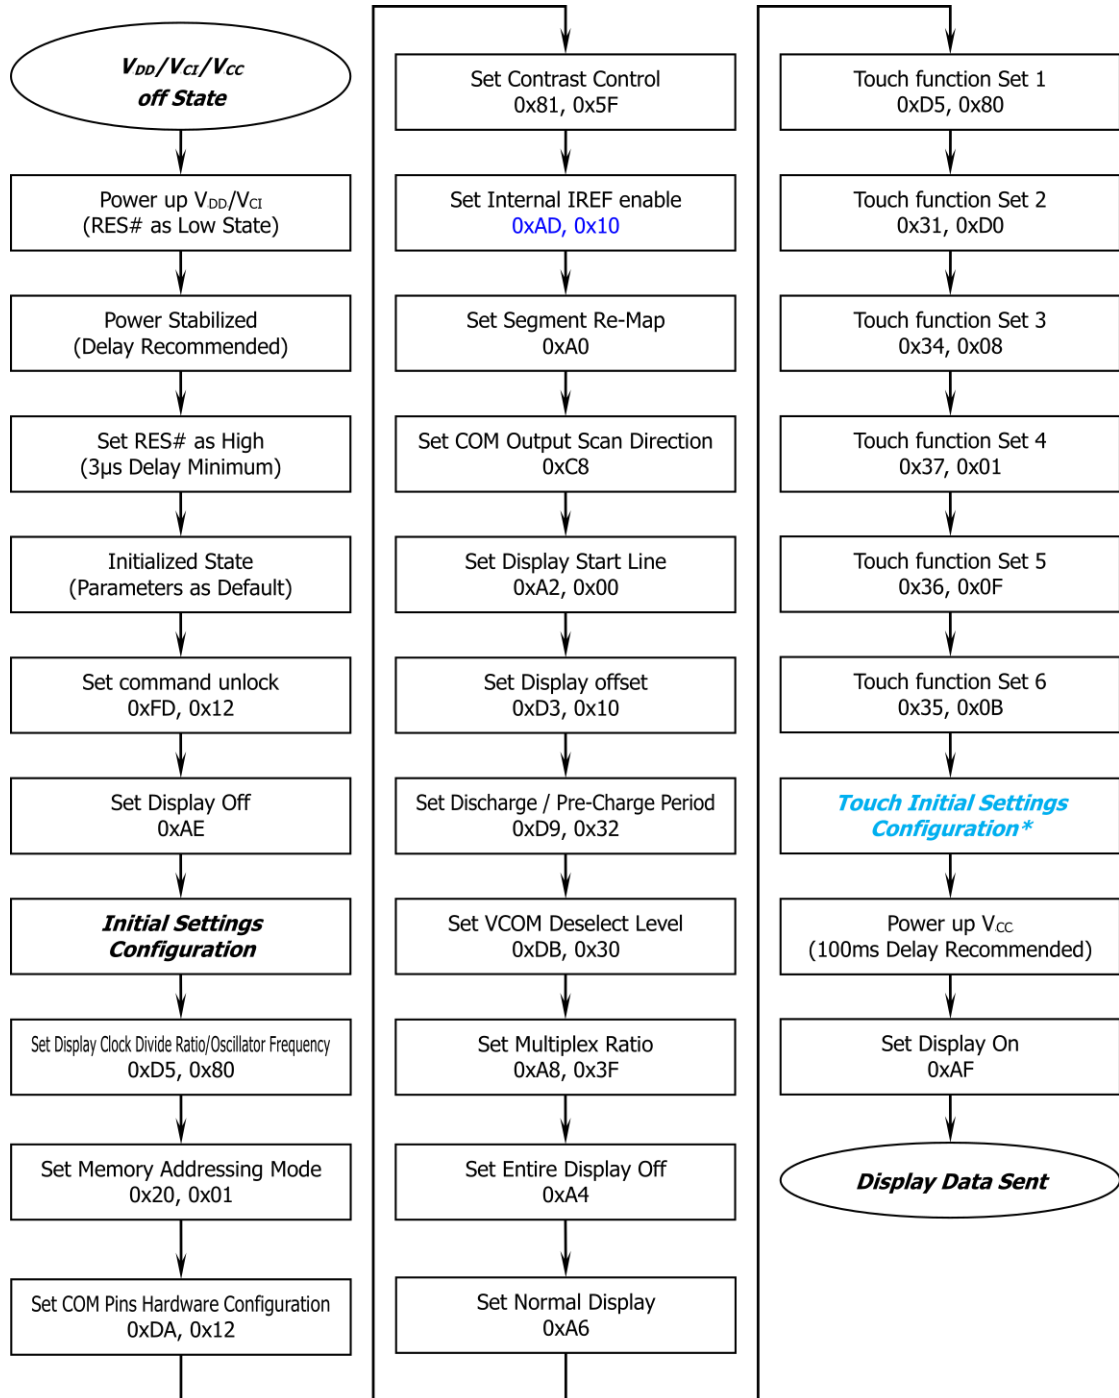 VDD/VCI/VCC
off State
Power up VDD/VCI
(RES# as Low State)
Power Stabilized
(Delay Recommended)
Set RES# as High
(3μs Delay Minimum)
Initialized State
(Parameters as Default)
Set command unlock
0xFD, 0x12
Set Display Off
0xAE
Initial Settings
Configuration
Set Display Clock Divide Ratio/Oscillator Frequency
0xD5, 0x80
Set Memory Addressing Mode
0x20, 0x01
Set COM Pins Hardware Configuration
0xDA, 0x12
Set Contrast Control
0x81, 0x5F
Set Internal IREF enable
0xAD, 0x10
Set Segment Re-Map
0xA0
Set COM Output Scan Direction
0xC8
Set Display Start Line
0xA2, 0x00
Set Display offset
0xD3, 0x10
Set Discharge / Pre-Charge Period
0xD9, 0x32
Set VCOM Deselect Level
0xDB, 0x30
Set Multiplex Ratio
0xA8, 0x3F
Set Entire Display Off
0xA4
Set Normal Display
0xA6
Touch function Set 1
0xD5, 0x80
Touch function Set 2
0x31, 0xD0
Touch function Set 3
0x34, 0x08
Touch function Set 4
0x37, 0x01
Touch function Set 5
0x36, 0x0F
Touch function Set 6
0x35, 0x0B
Touch Initial Settings
Configuration*
Power up VCC
(100ms Delay Recommended)
Set Display On
0xAF
Display Data Sent